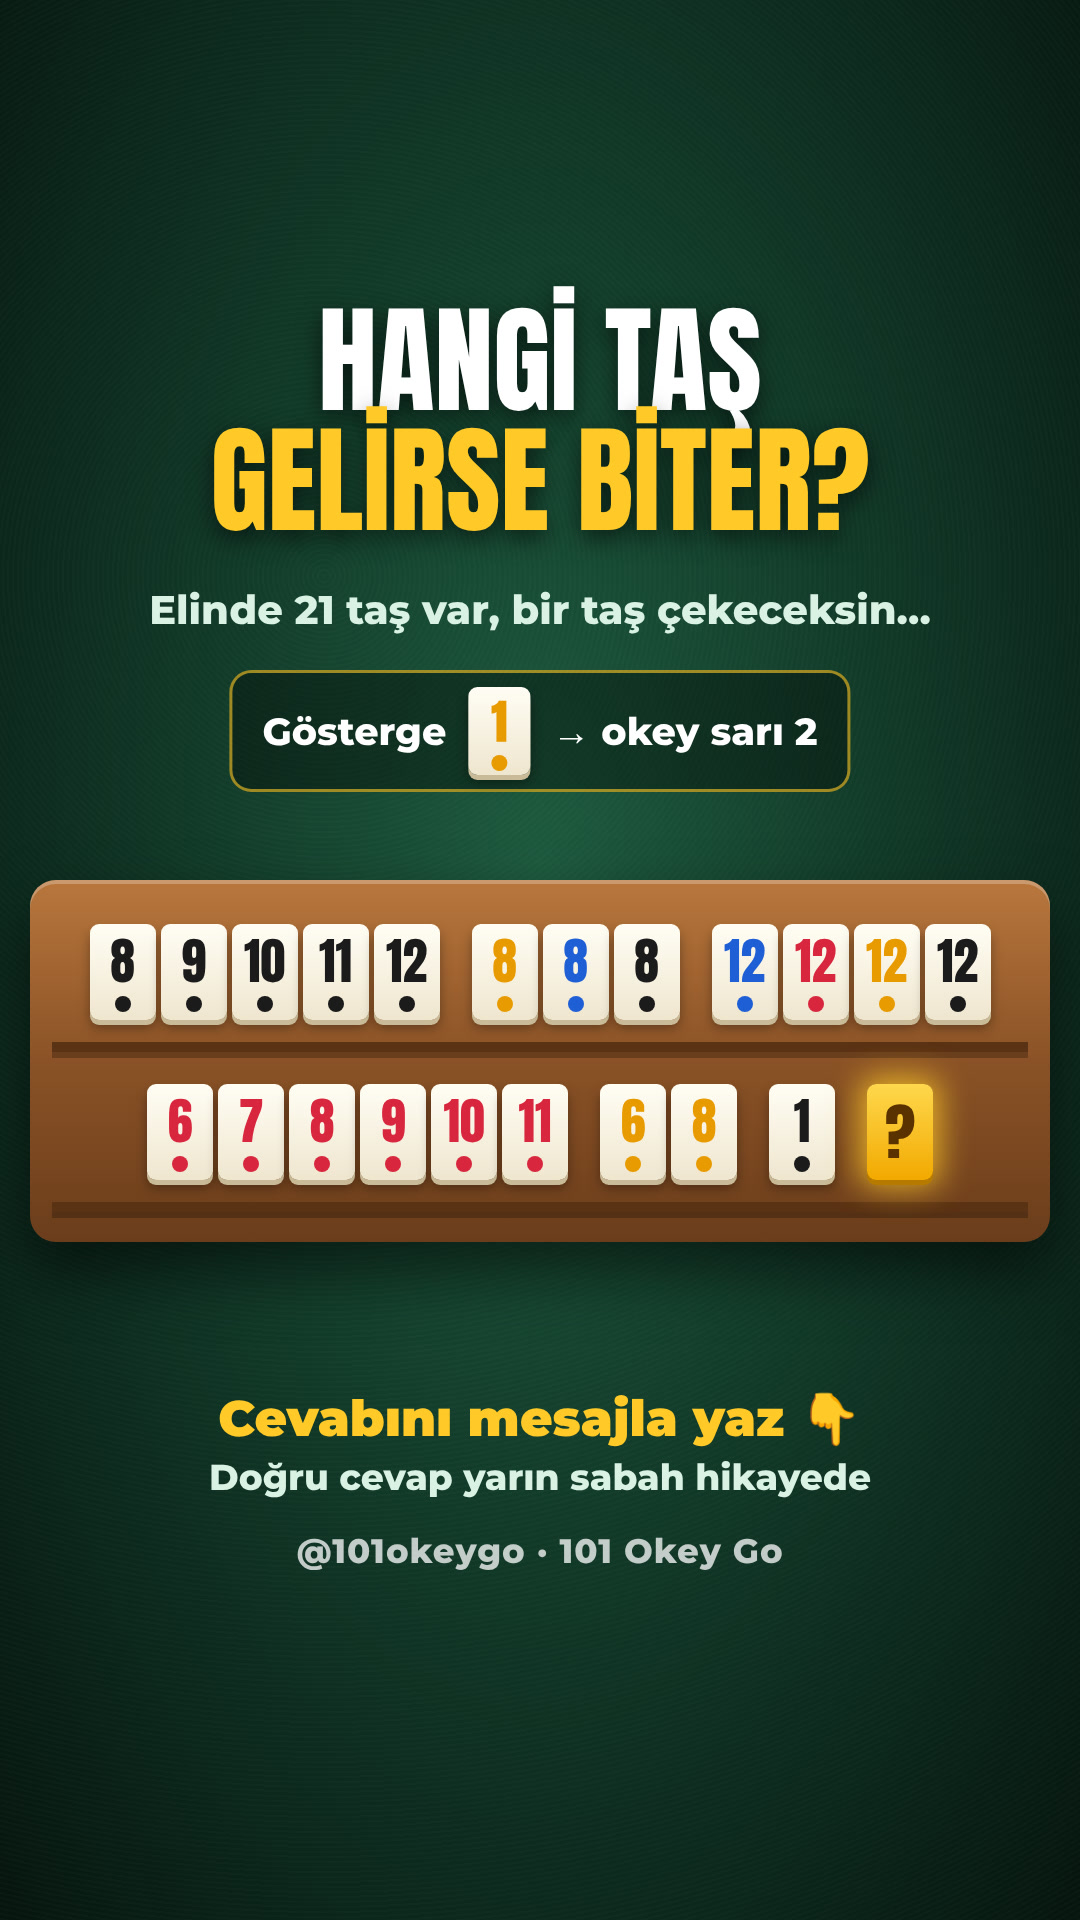 HANGİ TAŞ
GELİRSE BİTER?
Elinde 21 taş var, bir taş çekeceksin...
Gösterge 1 → okey sarı 2
8 9 10 11 12 8 8 8 12 12 12 12
6 7 8 9 10 11 6 8 1 ?
Cevabını mesajla yaz 👇
Doğru cevap yarın sabah hikayede
@101okeygo · 101 Okey Go